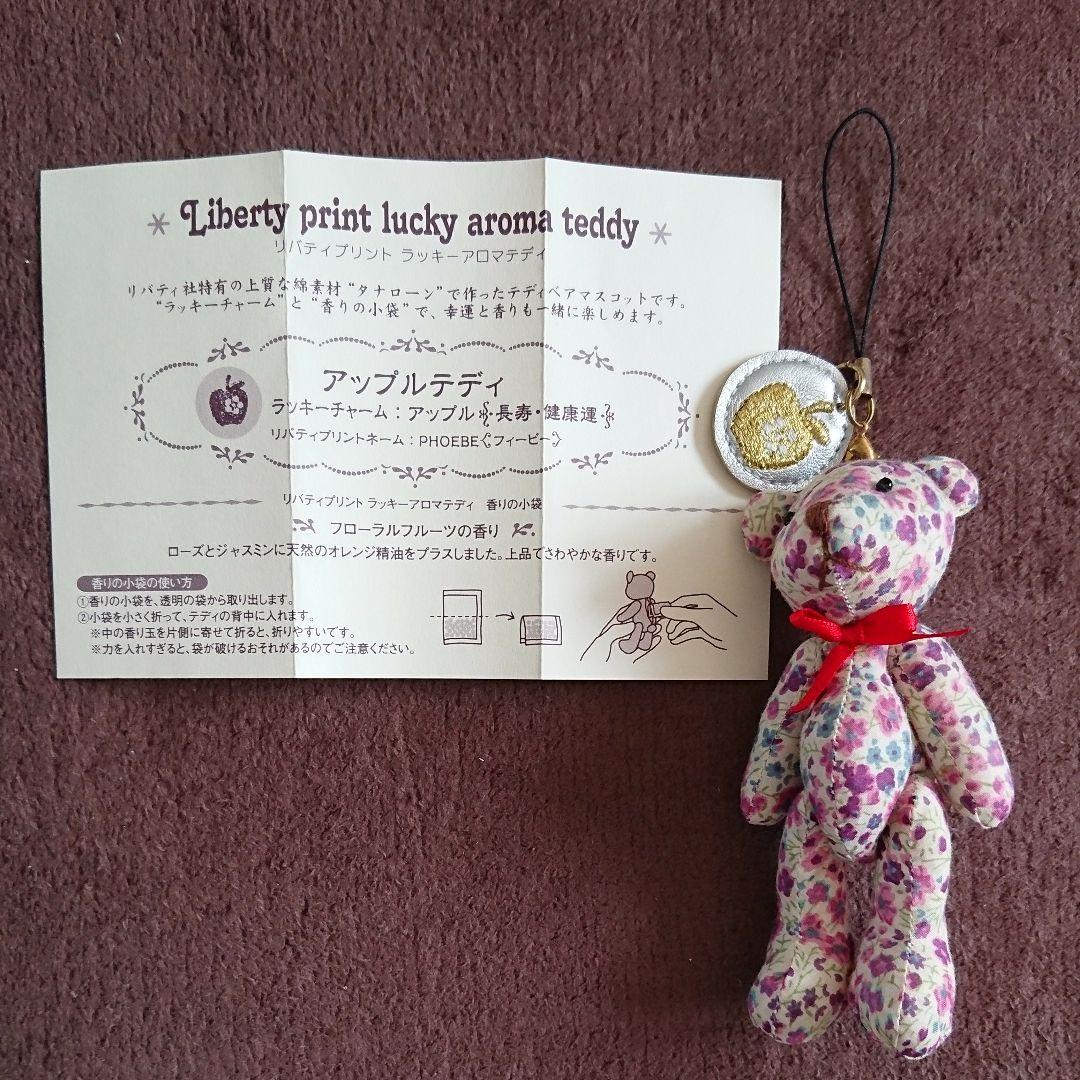 Liberty print lucky aroma teddy
リバティプリント ラッキーアロマテディ
リバティ社特有の上質な綿素材“タナローン”で作ったテディベアマスコットです。
“ラッキーチャーム”と“香りの小袋”で、幸運と香りも一緒に楽しめます。
アップルテディ
ラッキーチャーム：アップル 長寿・健康運
リバティプリントネーム：PHOEBE〈フィービー〉
リバティプリント ラッキーアロマテディ 香りの小袋
フローラルフルーツの香り
ローズとジャスミンに天然のオレンジ精油をプラスしました。上品でさわやかな香りです。
香りの小袋の使い方
①香りの小袋を、透明の袋から取り出します。
②小袋を小さく折って、テディの背中に入れます。
※中の香り玉を片側に寄せて折ると、折りやすいです。
※力を入れすぎると、袋が破けるおそれがあるのでご注意ください。